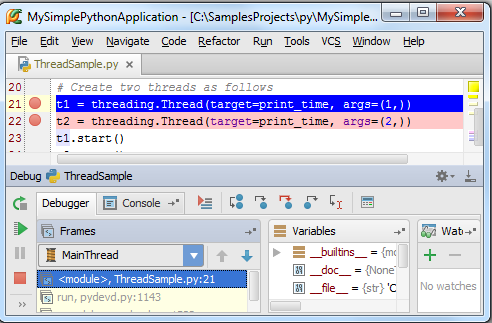 MySimplePythonApplication - [C:\SamplesProjects\py\MySimple
File Edit View Navigate Code Refactor Run Tools VCS Window Help
ThreadSample.py
20 # Create two threads as follows
21 t1 = threading.Thread(target=print_time, args=(1,))
22 t2 = threading.Thread(target=print_time, args=(2,))
23 t1.start()
Debug ThreadSample
Debugger Console
Frames Variables Watc
MainThread
__builtins__ = {mo
<module>, ThreadSample.py:21 __doc__ = {None
run, pydevd.py:1143 __file__ = {str} 'C
No watches